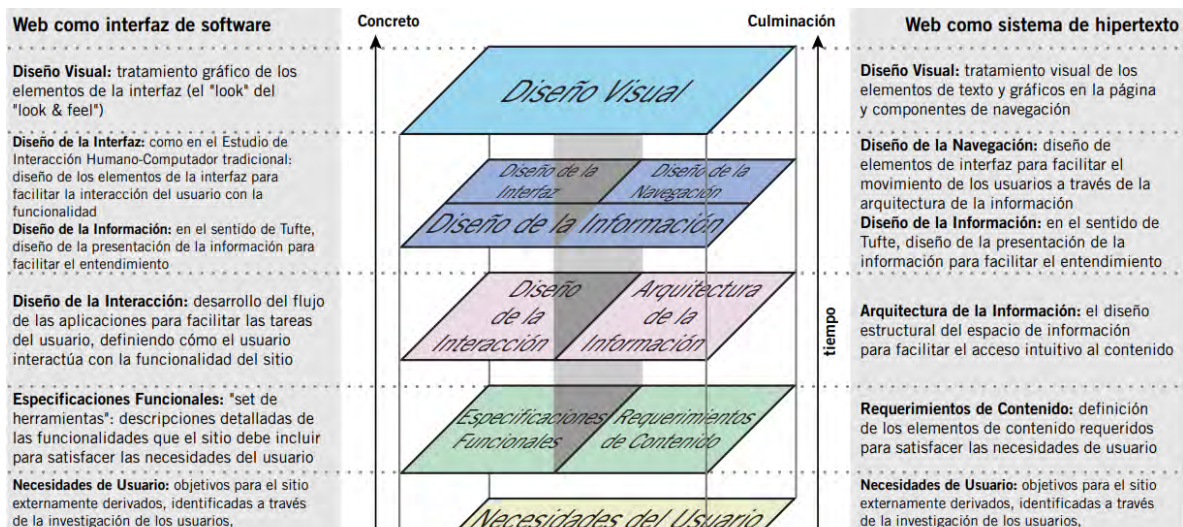 Web como interfaz de software
Diseño Visual: tratamiento gráfico de los
elementos de la interfaz (el "look" del
"look & feel")
Diseño de la Interfaz: como en el Estudio de
Interacción Humano-Computador tradicional:
diseño de los elementos de la interfaz para
facilitar la interacción del usuario con la
funcionalidad
Diseño de la Información: en el sentido de Tufte,
diseño de la presentación de la información para
facilitar el entendimiento
Diseño de la Interacción: desarrollo del flujo
de las aplicaciones para facilitar las tareas
del usuario, definiendo cómo el usuario
interactúa con la funcionalidad del sitio
Especificaciones Funcionales: "set de
herramientas": descripciones detalladas de
las funcionalidades que el sitio debe incluir
para satisfacer las necesidades del usuario
Necesidades de Usuario: objetivos para el sitio
externamente derivados, identificadas a través
de la investigación de los usuarios,
Concreto
Culminación
Diseño Visual
Diseño de la
Interfaz
Diseño de la
Navegación
Diseño de la Información
Diseño
de la
Interacción
Arquitectura
de la
Información
tiempo
Especificaciones
Funcionales
Requerimientos
de Contenido
Necesidades del Usuario
Web como sistema de hipertexto
Diseño Visual: tratamiento visual de los
elementos de texto y gráficos en la página
y componentes de navegación
Diseño de la Navegación: diseño de
elementos de interfaz para facilitar el
movimiento de los usuarios a través de la
arquitectura de la información
Diseño de la Información: en el sentido de
Tufte, diseño de la presentación de la
información para facilitar el entendimiento
Arquitectura de la Información: el diseño
estructural del espacio de información
para facilitar el acceso intuitivo al contenido
Requerimientos de Contenido: definición
de los elementos de contenido requeridos
para satisfacer las necesidades de usuario
Necesidades de Usuario: objetivos para el sitio
externamente derivados, identificadas a través
de la investigación de los usuarios,